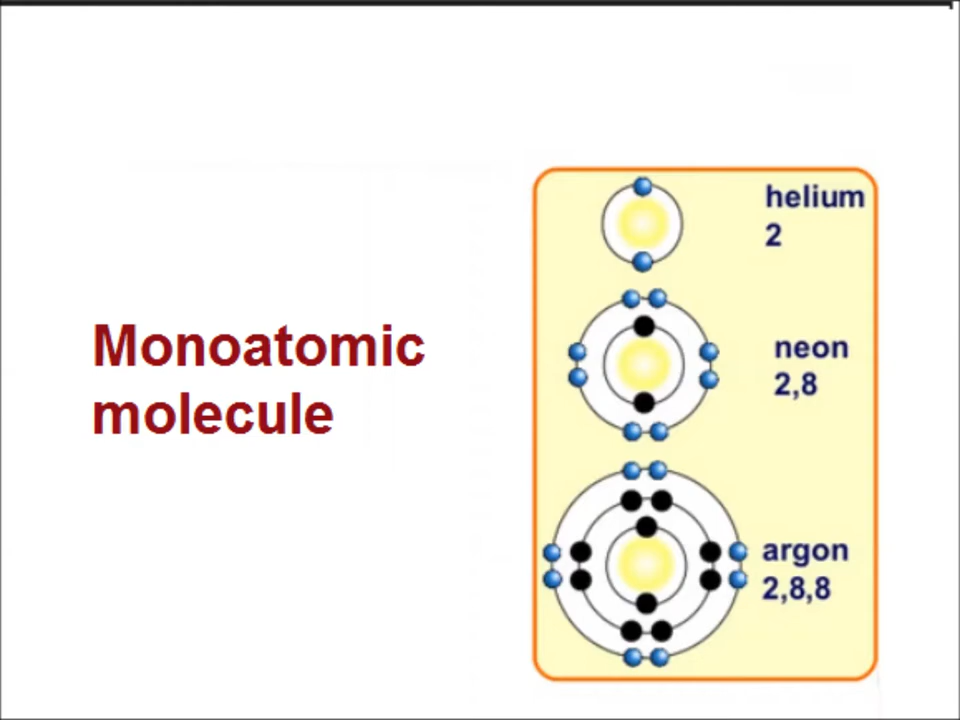 Monoatomic
molecule
helium
2
neon
2,8
argon
2,8,8